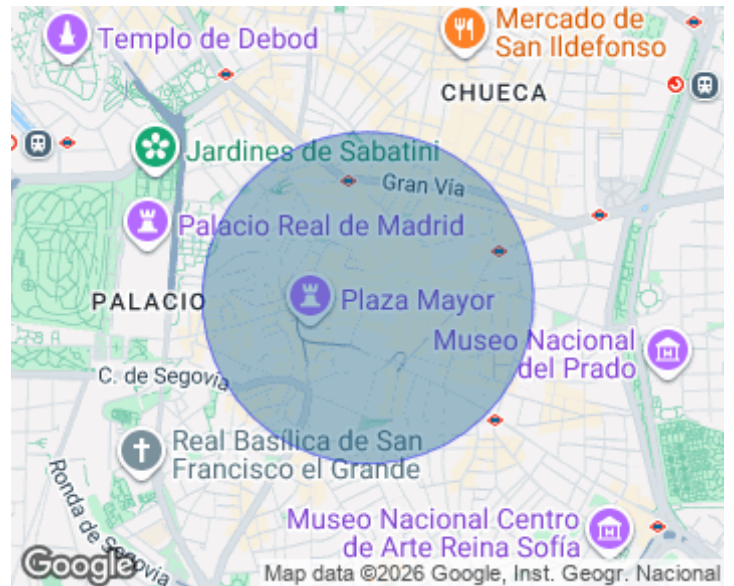 Templo de Debod
Mercado de
San Ildefonso
CHUECA
Jardines de Sabatini
Gran Vía
Palacio Real de Madrid
PALACIO
Plaza Mayor
Museo Nacional
del Prado
C. de Segovia
Real Basílica de San
Francisco el Grande
Ronda de Segovia
Museo Nacional Centro
de Arte Reina Sofía
Google
Map data ©2026 Google, Inst. Geogr. Nacional